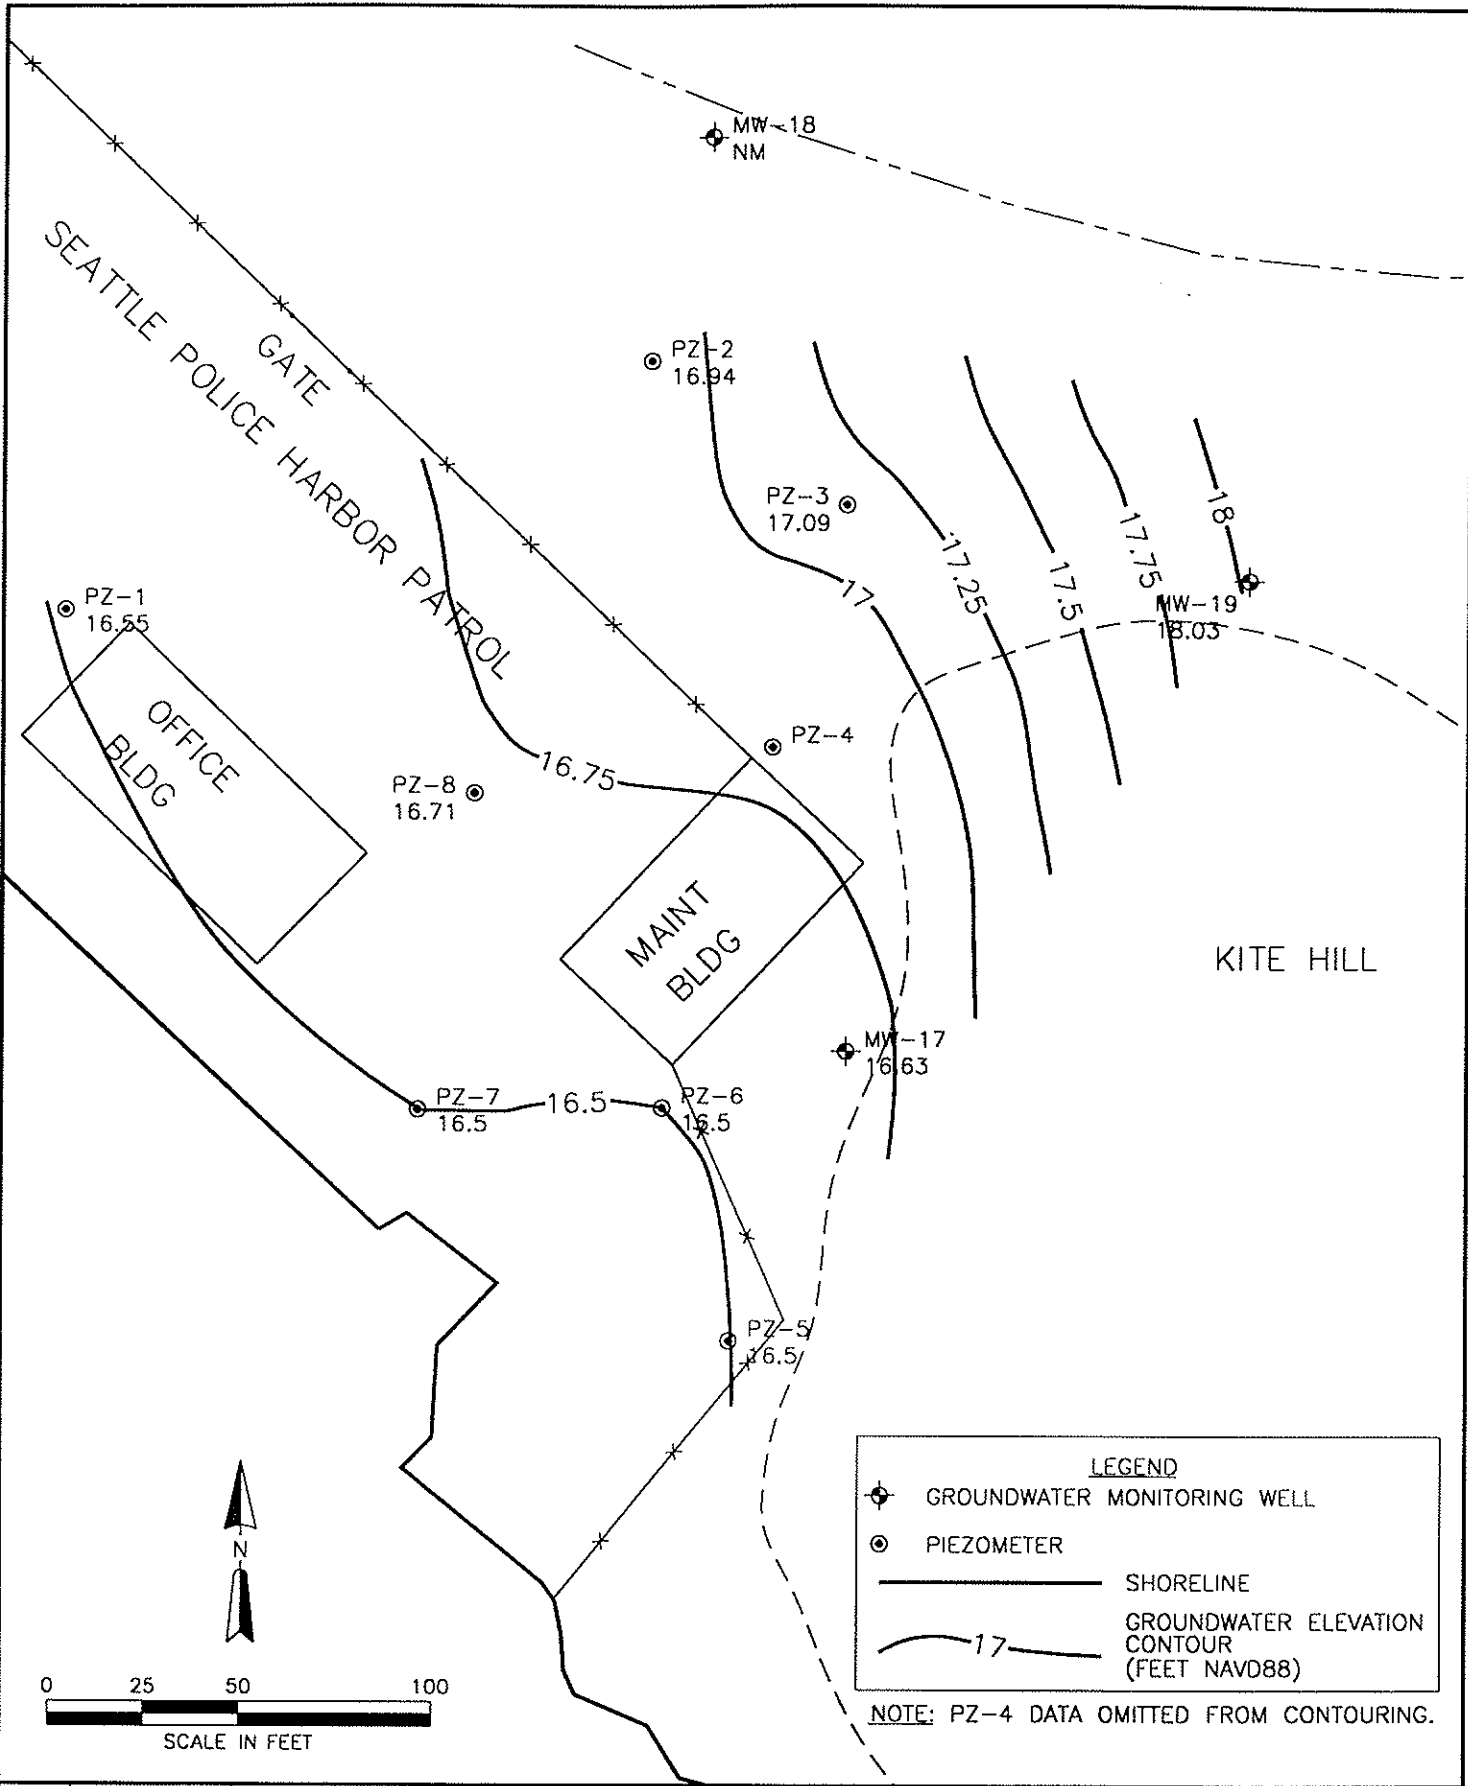 MW-18
NM
SEATTLE POLICE HARBOR PATROL
GATE
PZ-2
16.94
PZ-3
17.09
17
17.25
17.5
17.75
18
MW-19
18.03
PZ-1
16.55
OFFICE
BLDG
PZ-8
16.71
16.75
PZ-4
MAINT
BLDG
KITE HILL
MW-17
16.63
PZ-7
16.5
16.5
PZ-6
16.5
PZ-5
16.5
N
0 25 50 100
SCALE IN FEET
LEGEND
GROUNDWATER MONITORING WELL
PIEZOMETER
SHORELINE
17
GROUNDWATER ELEVATION
CONTOUR
(FEET NAVD88)
NOTE: PZ-4 DATA OMITTED FROM CONTOURING.